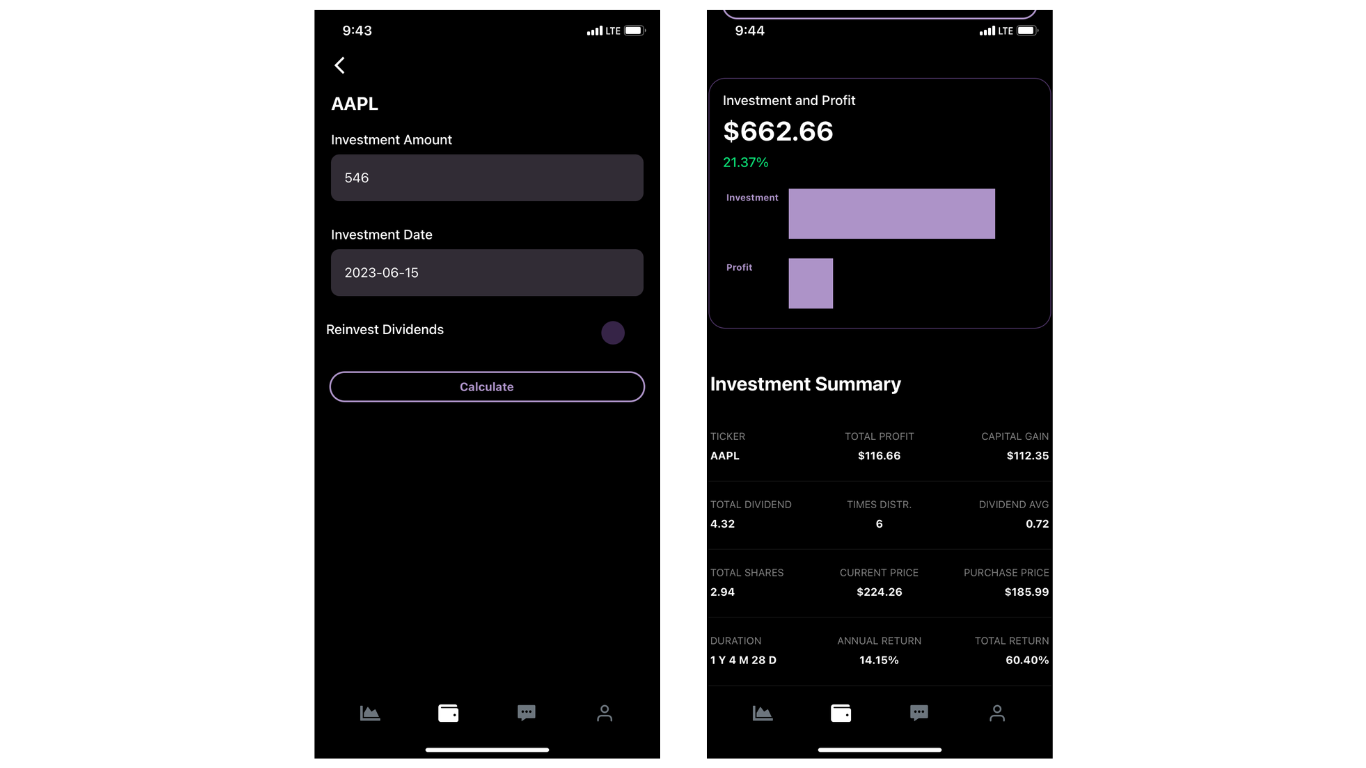 9:43 LTE
AAPL
Investment Amount
546
Investment Date
2023-06-15
Reinvest Dividends
Calculate
9:44 LTE
Investment and Profit
$662.66
21.37%
Investment
Profit
Investment Summary
TICKER TOTAL PROFIT CAPITAL GAIN
AAPL $116.66 $112.35
TOTAL DIVIDEND TIMES DISTR. DIVIDEND AVG
4.32 6 0.72
TOTAL SHARES CURRENT PRICE PURCHASE PRICE
2.94 $224.26 $185.99
DURATION ANNUAL RETURN TOTAL RETURN
1 Y 4 M 28 D 14.15% 60.40%